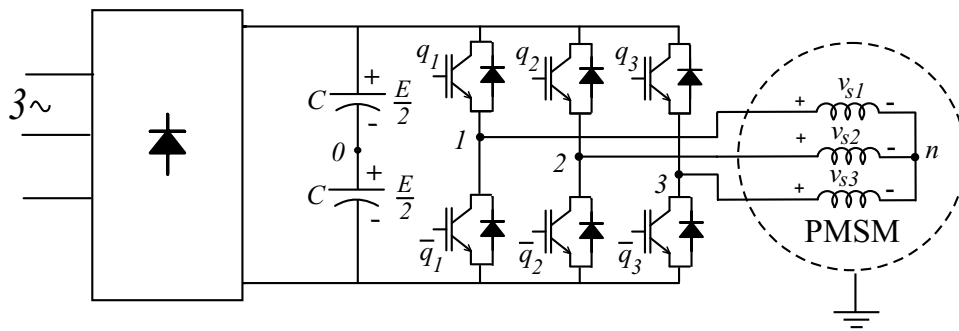 3~
C
+
E/2
-
0
C
+
E/2
-
q1
q2
q3
1
2
3
q̅1
q̅2
q̅3
+
vs1
-
+
vs2
-
+
vs3
-
n
PMSM